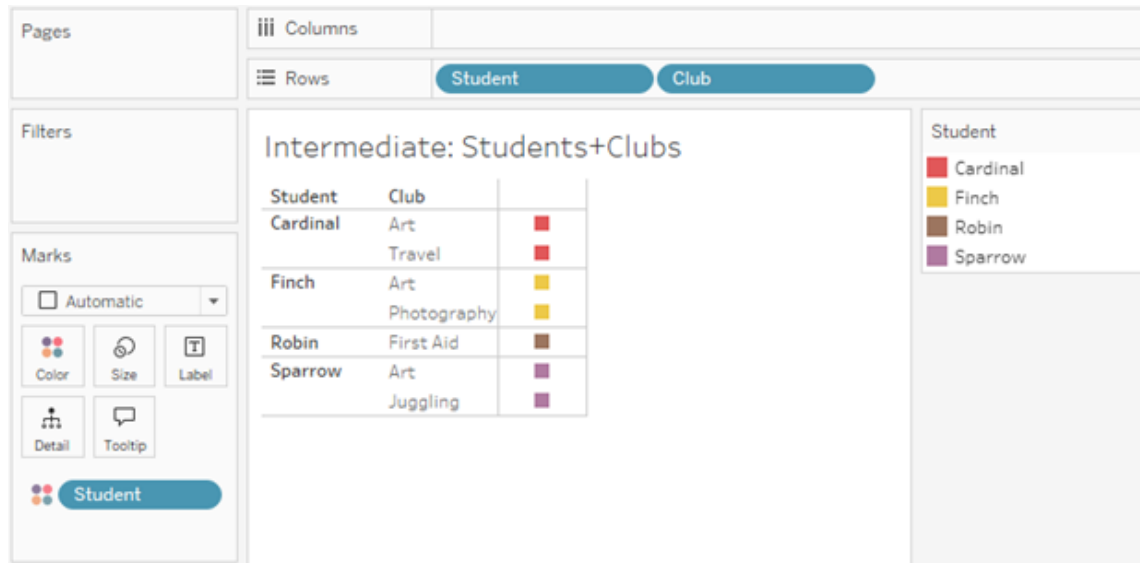 Pages
Columns
Rows Student Club
Filters
Intermediate: Students+Clubs
Student Club
Cardinal Art
Travel
Finch Art
Photography
Robin First Aid
Sparrow Art
Juggling
Marks
Automatic
Color Size Label
Detail Tooltip
Student
Student
Cardinal
Finch
Robin
Sparrow